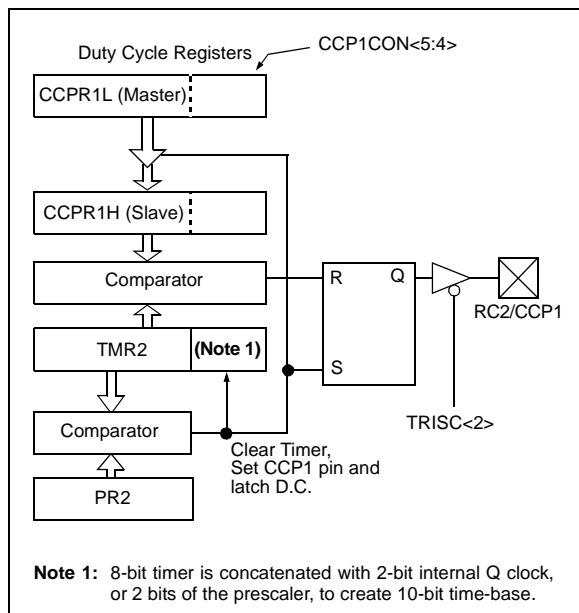 Duty Cycle Registers
CCP1CON<5:4>
CCPR1L (Master)
CCPR1H (Slave)
Comparator
R
Q
RC2/CCP1
TMR2
(Note 1)
S
TRISC<2>
Comparator
Clear Timer,
Set CCP1 pin and
latch D.C.
PR2
Note 1: 8-bit timer is concatenated with 2-bit internal Q clock,
or 2 bits of the prescaler, to create 10-bit time-base.